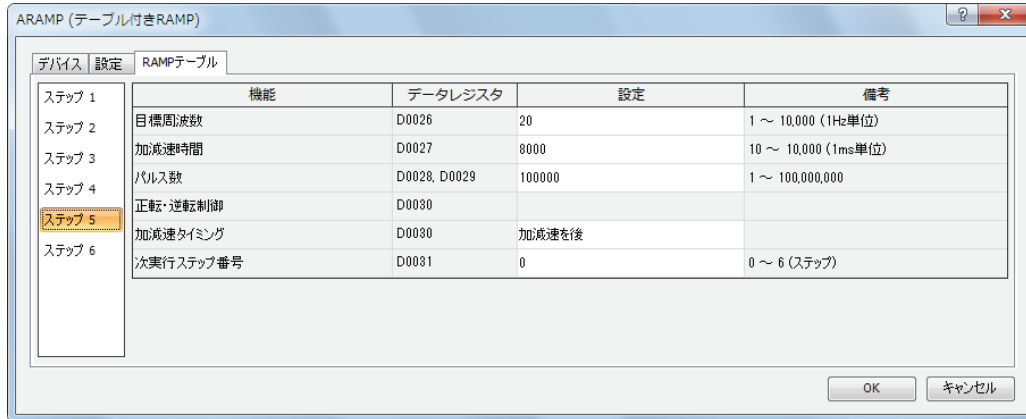 ARAMP (テーブル付きRAMP)
デバイス 設定 RAMPテーブル
ステップ 1
ステップ 2
ステップ 3
ステップ 4
ステップ 5
ステップ 6
機能 データレジスタ 設定 備考
目標周波数 D0026 20 1 ～ 10,000 (1Hz単位)
加減速時間 D0027 8000 10 ～ 10,000 (1ms単位)
パルス数 D0028, D0029 100000 1 ～ 100,000,000
正転・逆転制御 D0030
加減速タイミング D0030 加減速を後
次実行ステップ番号 D0031 0 0 ～ 6 (ステップ)
OK キャンセル